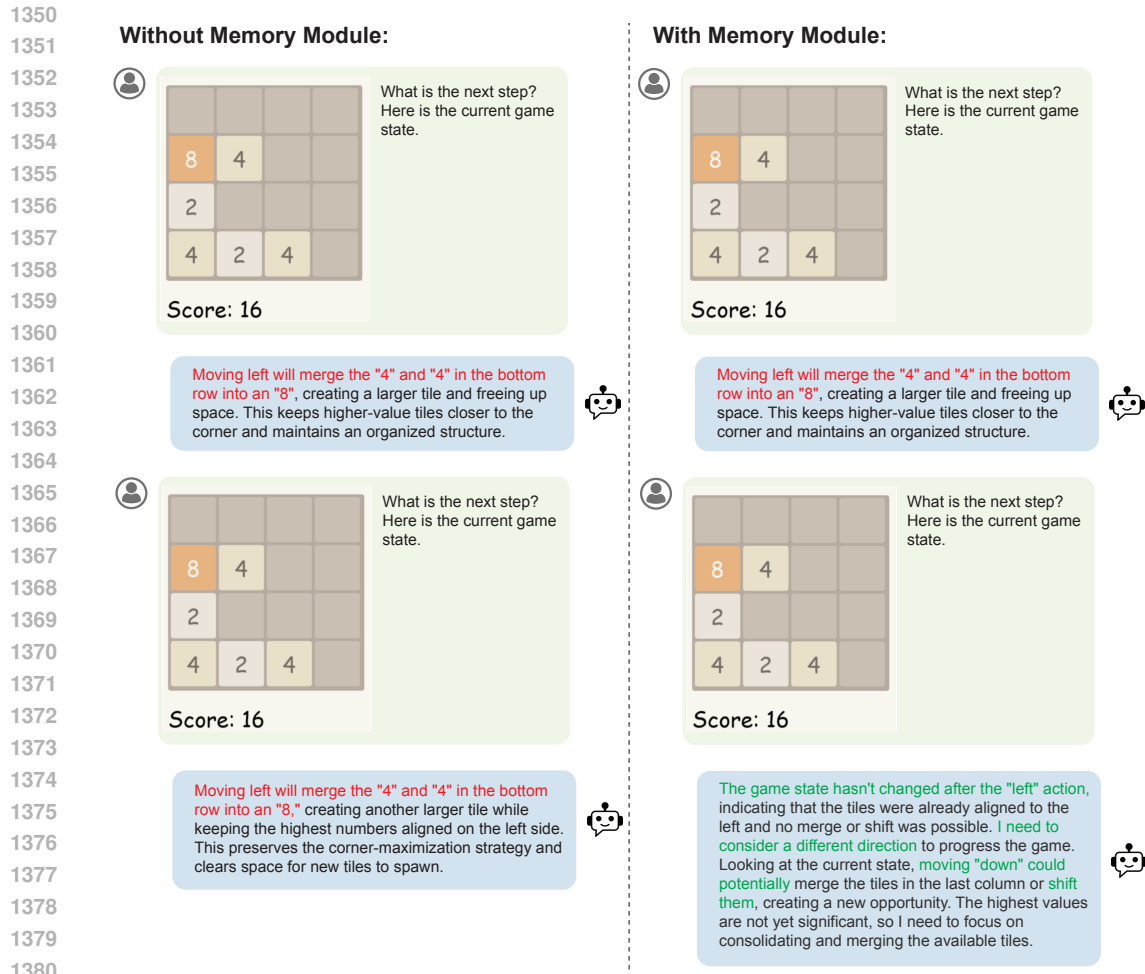 1350
1351
1352
1353
1354
1355
1356
1357
1358
1359
1360
1361
1362
1363
1364
1365
1366
1367
1368
1369
1370
1371
1372
1373
1374
1375
1376
1377
1378
1379
1380
Without Memory Module:
What is the next step?
Here is the current game
state.
8 4
2
4 2 4
Score: 16
Moving left will merge the "4" and "4" in the bottom
row into an "8", creating a larger tile and freeing up
space. This keeps higher-value tiles closer to the
corner and maintains an organized structure.
What is the next step?
Here is the current game
state.
8 4
2
4 2 4
Score: 16
Moving left will merge the "4" and "4" in the bottom
row into an "8," creating another larger tile while
keeping the highest numbers aligned on the left side.
This preserves the corner-maximization strategy and
clears space for new tiles to spawn.
With Memory Module:
What is the next step?
Here is the current game
state.
8 4
2
4 2 4
Score: 16
Moving left will merge the "4" and "4" in the bottom
row into an "8", creating a larger tile and freeing up
space. This keeps higher-value tiles closer to the
corner and maintains an organized structure.
What is the next step?
Here is the current game
state.
8 4
2
4 2 4
Score: 16
The game state hasn't changed after the "left" action,
indicating that the tiles were already aligned to the
left and no merge or shift was possible. I need to
consider a different direction to progress the game.
Looking at the current state, moving "down" could
potentially merge the tiles in the last column or shift
them, creating a new opportunity. The highest values
are not yet significant, so I need to focus on
consolidating and merging the available tiles.